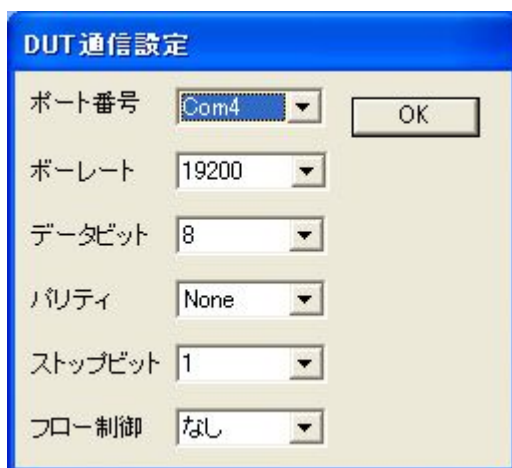 DUT通信設定
ポート番号 Com4 OK
ボーレート 19200
データビット 8
パリティ None
ストップビット 1
フロー制御 なし